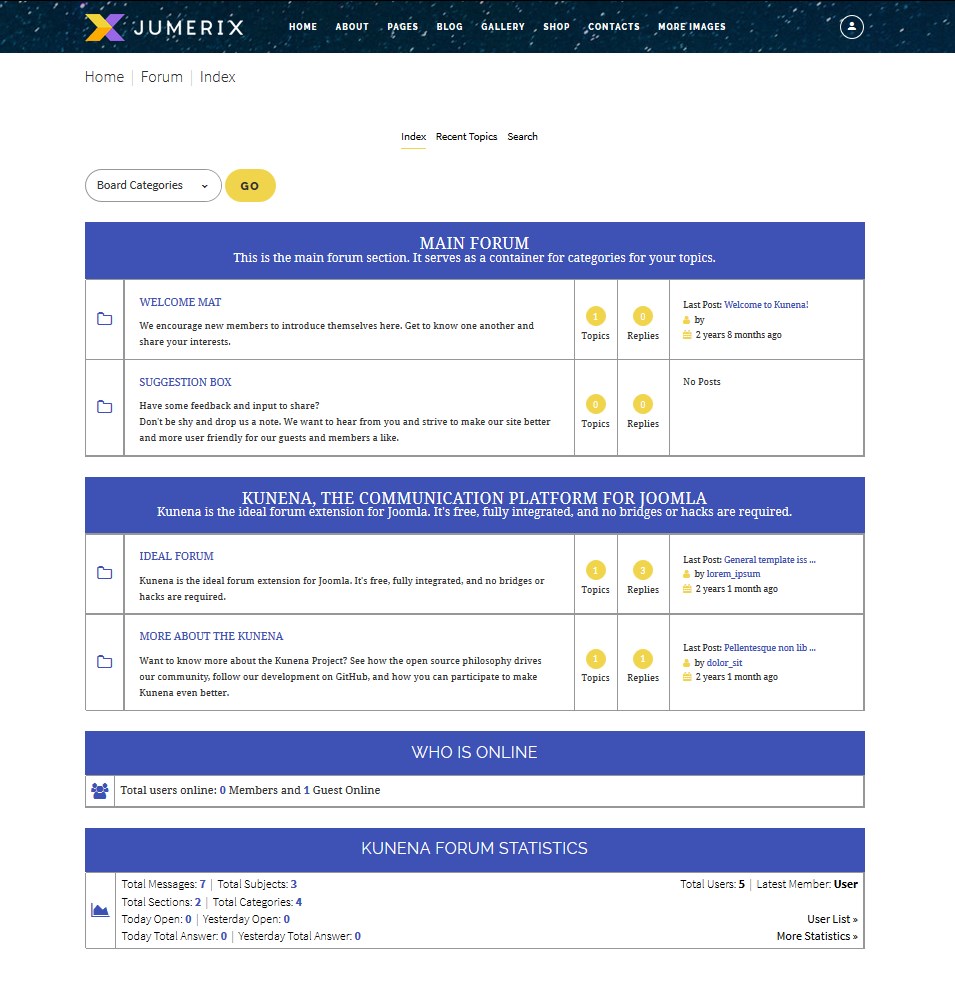 JUMERIX
HOME ABOUT PAGES BLOG GALLERY SHOP CONTACTS MORE IMAGES
Home | Forum | Index
Index Recent Topics Search
Board Categories GO
MAIN FORUM
This is the main forum section. It serves as a container for categories for your topics.
WELCOME MAT
We encourage new members to introduce themselves here. Get to know one another and
share your interests.
1
Topics
0
Replies
Last Post: Welcome to Kunena!
by
2 years 8 months ago
SUGGESTION BOX
Have some feedback and input to share?
Don't be shy and drop us a note. We want to hear from you and strive to make our site better
and more user friendly for our guests and members a like.
0
Topics
0
Replies
No Posts
KUNENA, THE COMMUNICATION PLATFORM FOR JOOMLA
Kunena is the ideal forum extension for Joomla. It's free, fully integrated, and no bridges or hacks are required.
IDEAL FORUM
Kunena is the ideal forum extension for Joomla. It's free, fully integrated, and no bridges or
hacks are required.
1
Topics
3
Replies
Last Post: General template iss ...
by lorem_ipsum
2 years 1 month ago
MORE ABOUT THE KUNENA
Want to know more about the Kunena Project? See how the open source philosophy drives
our community, follow our development on GitHub, and how you can participate to make
Kunena even better.
1
Topics
1
Replies
Last Post: Pellentesque non lib ...
by dolor_sit
2 years 1 month ago
WHO IS ONLINE
Total users online: 0 Members and 1 Guest Online
KUNENA FORUM STATISTICS
Total Messages: 7 | Total Subjects: 3
Total Sections: 2 | Total Categories: 4
Today Open: 0 | Yesterday Open: 0
Today Total Answer: 0 | Yesterday Total Answer: 0
Total Users: 5 | Latest Member: User
User List »
More Statistics »